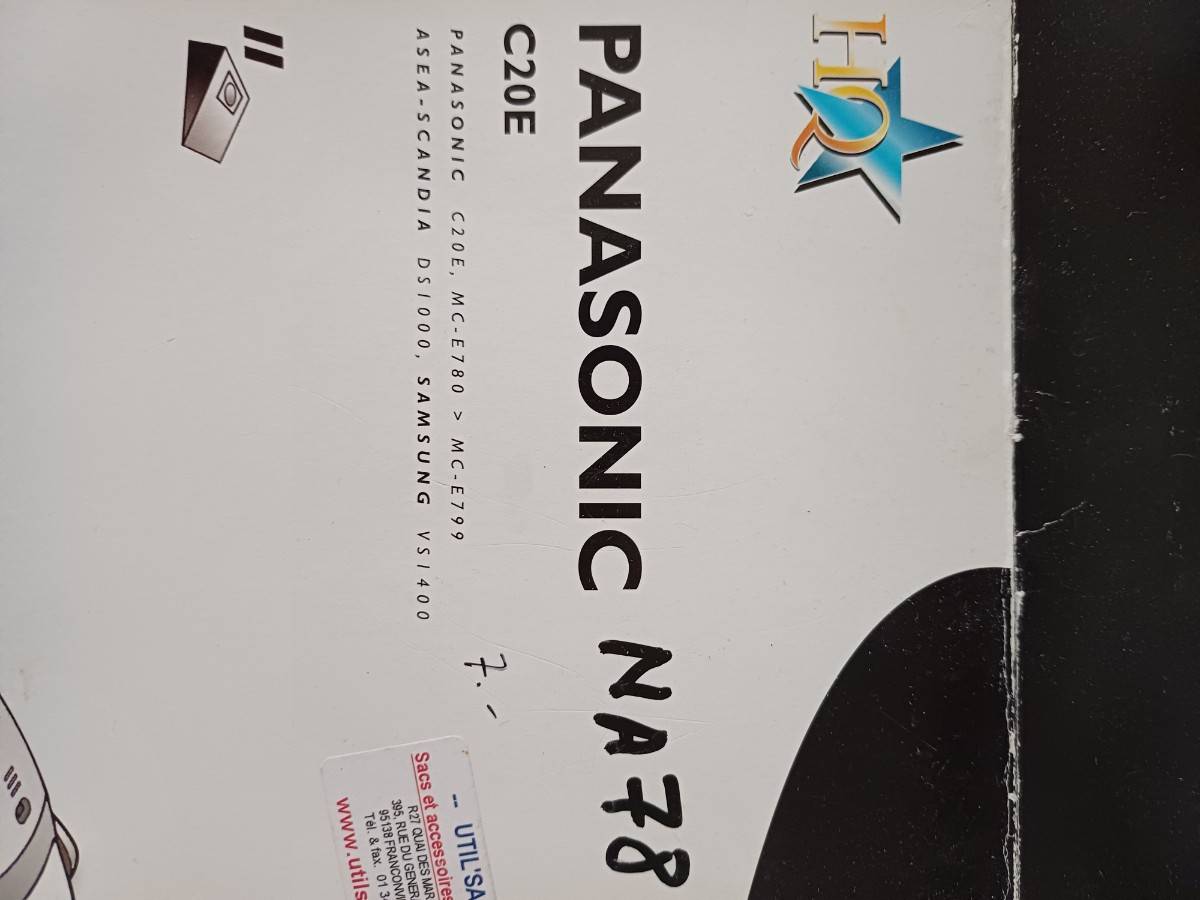 HQ
PANASONIC NA78
C20E
PANASONIC C20E, MC-E780 > MC-E799
ASEA-SCANDIA DS1000, SAMSUNG VS1400
7.-
-- UTIL'SA
Sacs et accessoires
R27 QUAI DES MAR
395, RUE DU GENER
95138 FRANCONVI
Tél. & fax. 01 3
www.utils